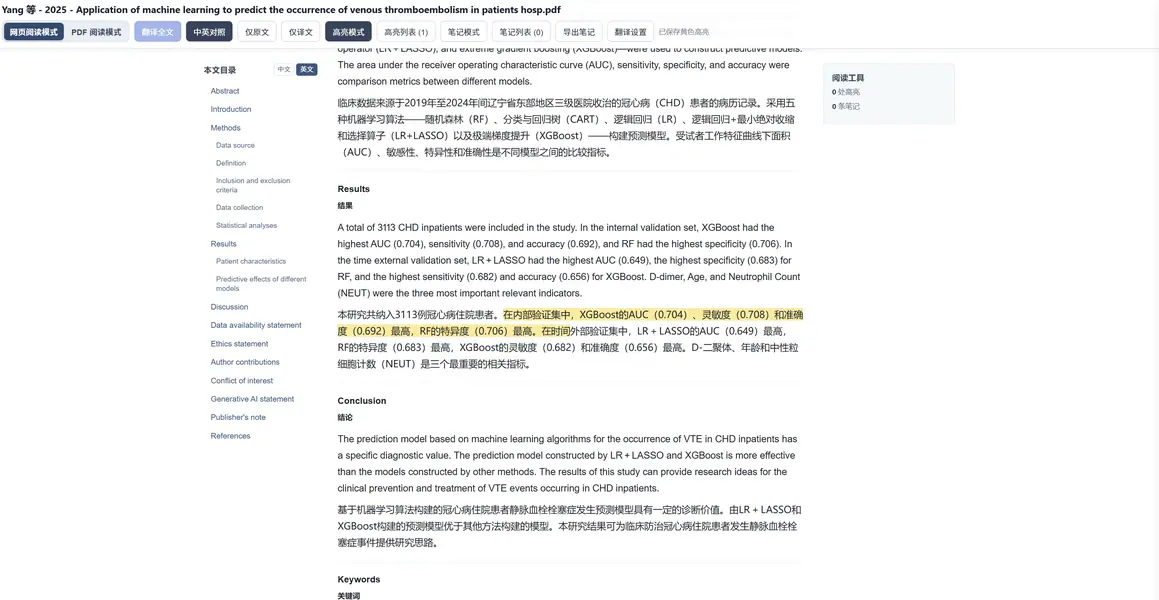 Yang 等 - 2025 - Application of machine learning to predict the occurrence of venous thromboembolism in patients hosp.pdf
网页阅读模式 PDF 阅读模式 翻译全文 中英对照 仅原文 仅译文 高亮模式 高亮列表 (1) 笔记模式 笔记列表 (0) 导出笔记 翻译设置 已保存黄色高亮
本文目录 中文 英文
Abstract
Introduction
Methods
Data source
Definition
Inclusion and exclusion
criteria
Data collection
Statistical analyses
Results
Patient characteristics
Predictive effects of different
models
Discussion
Data availability statement
Ethics statement
Author contributions
Conflict of interest
Generative AI statement
Publisher's note
References
operator (LR + LASSO), and extreme gradient boosting (XGBoost)—were used to construct predictive models.
The area under the receiver operating characteristic curve (AUC), sensitivity, specificity, and accuracy were
comparison metrics between different models.
临床数据来源于2019年至2024年间辽宁省东部地区三级医院收治的冠心病（CHD）患者的病历记录。采用五
种机器学习算法——随机森林（RF）、分类与回归树（CART）、逻辑回归（LR）、逻辑回归+最小绝对收缩
和选择算子（LR+LASSO）以及极端梯度提升（XGBoost）——构建预测模型。受试者工作特征曲线下面积
（AUC）、敏感性、特异性和准确性是不同模型之间的比较指标。
Results
结果
A total of 3113 CHD inpatients were included in the study. In the internal validation set, XGBoost had the
highest AUC (0.704), sensitivity (0.708), and accuracy (0.692), and RF had the highest specificity (0.706). In
the time external validation set, LR + LASSO had the highest AUC (0.649), the highest specificity (0.683) for
RF, and the highest sensitivity (0.682) and accuracy (0.656) for XGBoost. D-dimer, Age, and Neutrophil Count
(NEUT) were the three most important relevant indicators.
本研究共纳入3113例冠心病住院患者。在内部验证集中，XGBoost的AUC（0.704）、灵敏度（0.708）和准确
度（0.692）最高，RF的特异度（0.706）最高。在时间外部验证集中，LR + LASSO的AUC（0.649）最高，
RF的特异度（0.683）最高，XGBoost的灵敏度（0.682）和准确度（0.656）最高。D-二聚体、年龄和中性粒
细胞计数（NEUT）是三个最重要的相关指标。
Conclusion
结论
The prediction model based on machine learning algorithms for the occurrence of VTE in CHD inpatients has
a specific diagnostic value. The prediction model constructed by LR + LASSO and XGBoost is more effective
than the models constructed by other methods. The results of this study can provide research ideas for the
clinical prevention and treatment of VTE events occurring in CHD inpatients.
基于机器学习算法构建的冠心病住院患者静脉血栓栓塞症发生预测模型具有一定的诊断价值。由LR + LASSO和
XGBoost构建的预测模型优于其他方法构建的模型。本研究结果可为临床防治冠心病住院患者发生静脉血栓栓
塞症事件提供研究思路。
Keywords
关键词
阅读工具
0 处高亮
0 条笔记